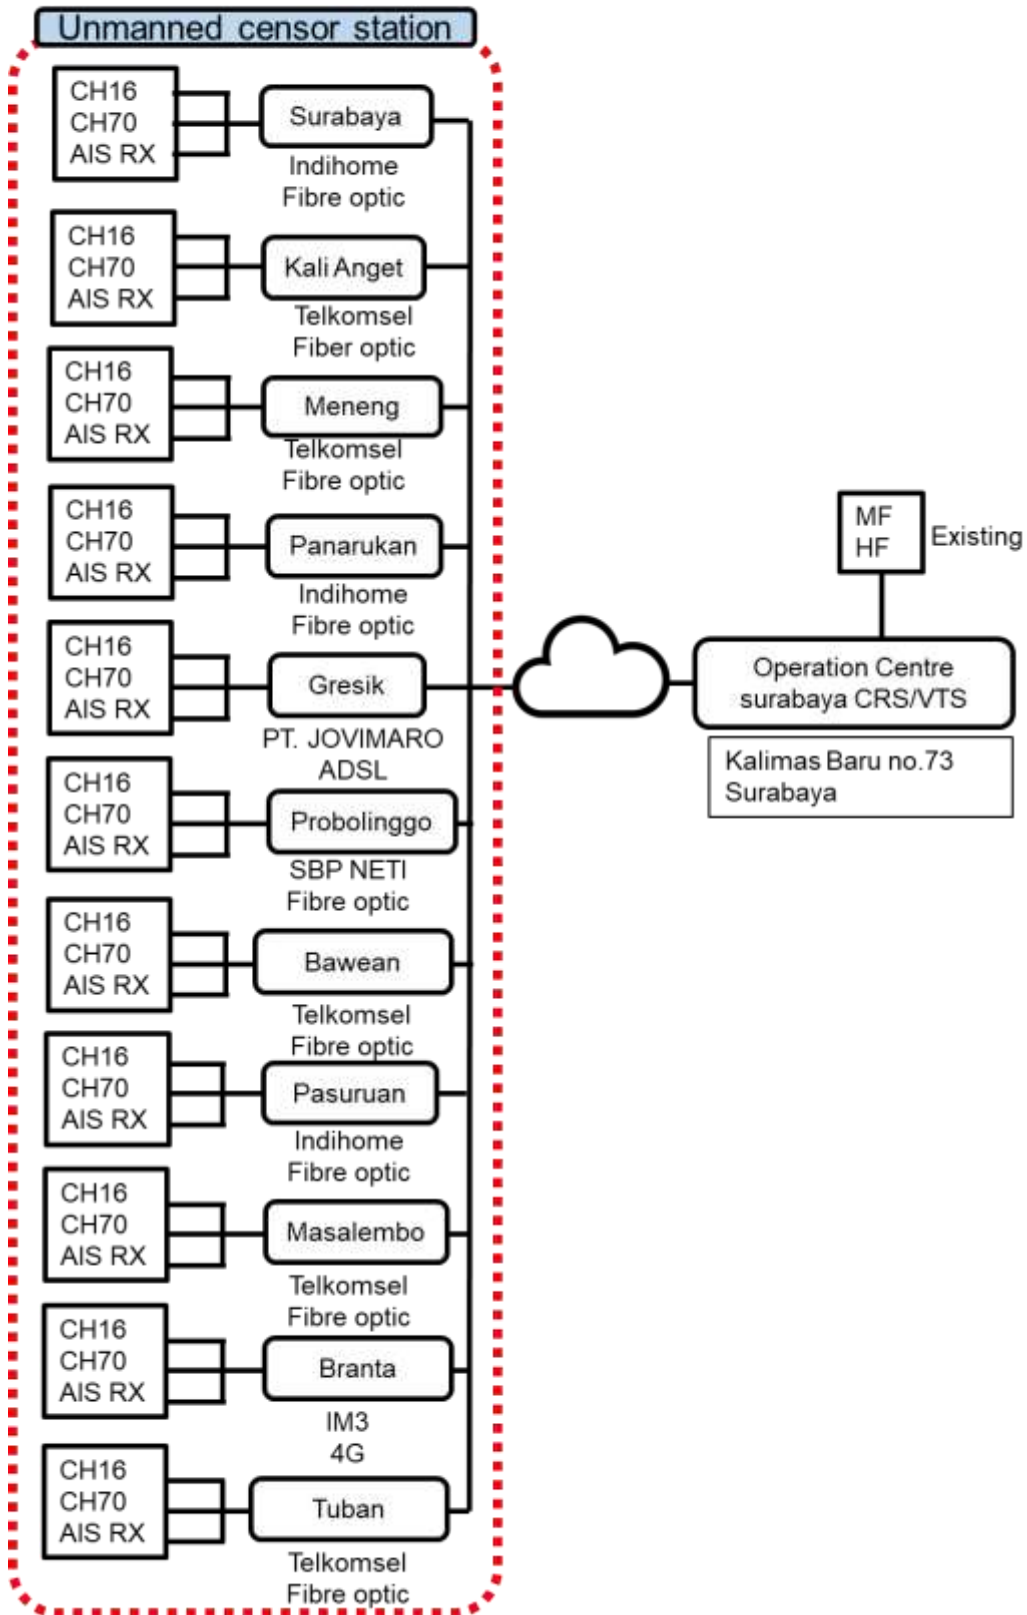 Unmanned censor station
CH16
CH70
AIS RX
Surabaya
Indihome
Fibre optic
CH16
CH70
AIS RX
Kali Anget
Telkomsel
Fiber optic
CH16
CH70
AIS RX
Meneng
Telkomsel
Fibre optic
CH16
CH70
AIS RX
Panarukan
Indihome
Fibre optic
CH16
CH70
AIS RX
Gresik
PT. JOVIMARO
ADSL
CH16
CH70
AIS RX
Probolinggo
SBP NETI
Fibre optic
CH16
CH70
AIS RX
Bawean
Telkomsel
Fibre optic
CH16
CH70
AIS RX
Pasuruan
Indihome
Fibre optic
CH16
CH70
AIS RX
Masalembo
Telkomsel
Fibre optic
CH16
CH70
AIS RX
Branta
IM3
4G
CH16
CH70
AIS RX
Tuban
Telkomsel
Fibre optic
MF
HF
Existing
Operation Centre
surabaya CRS/VTS
Kalimas Baru no.73
Surabaya